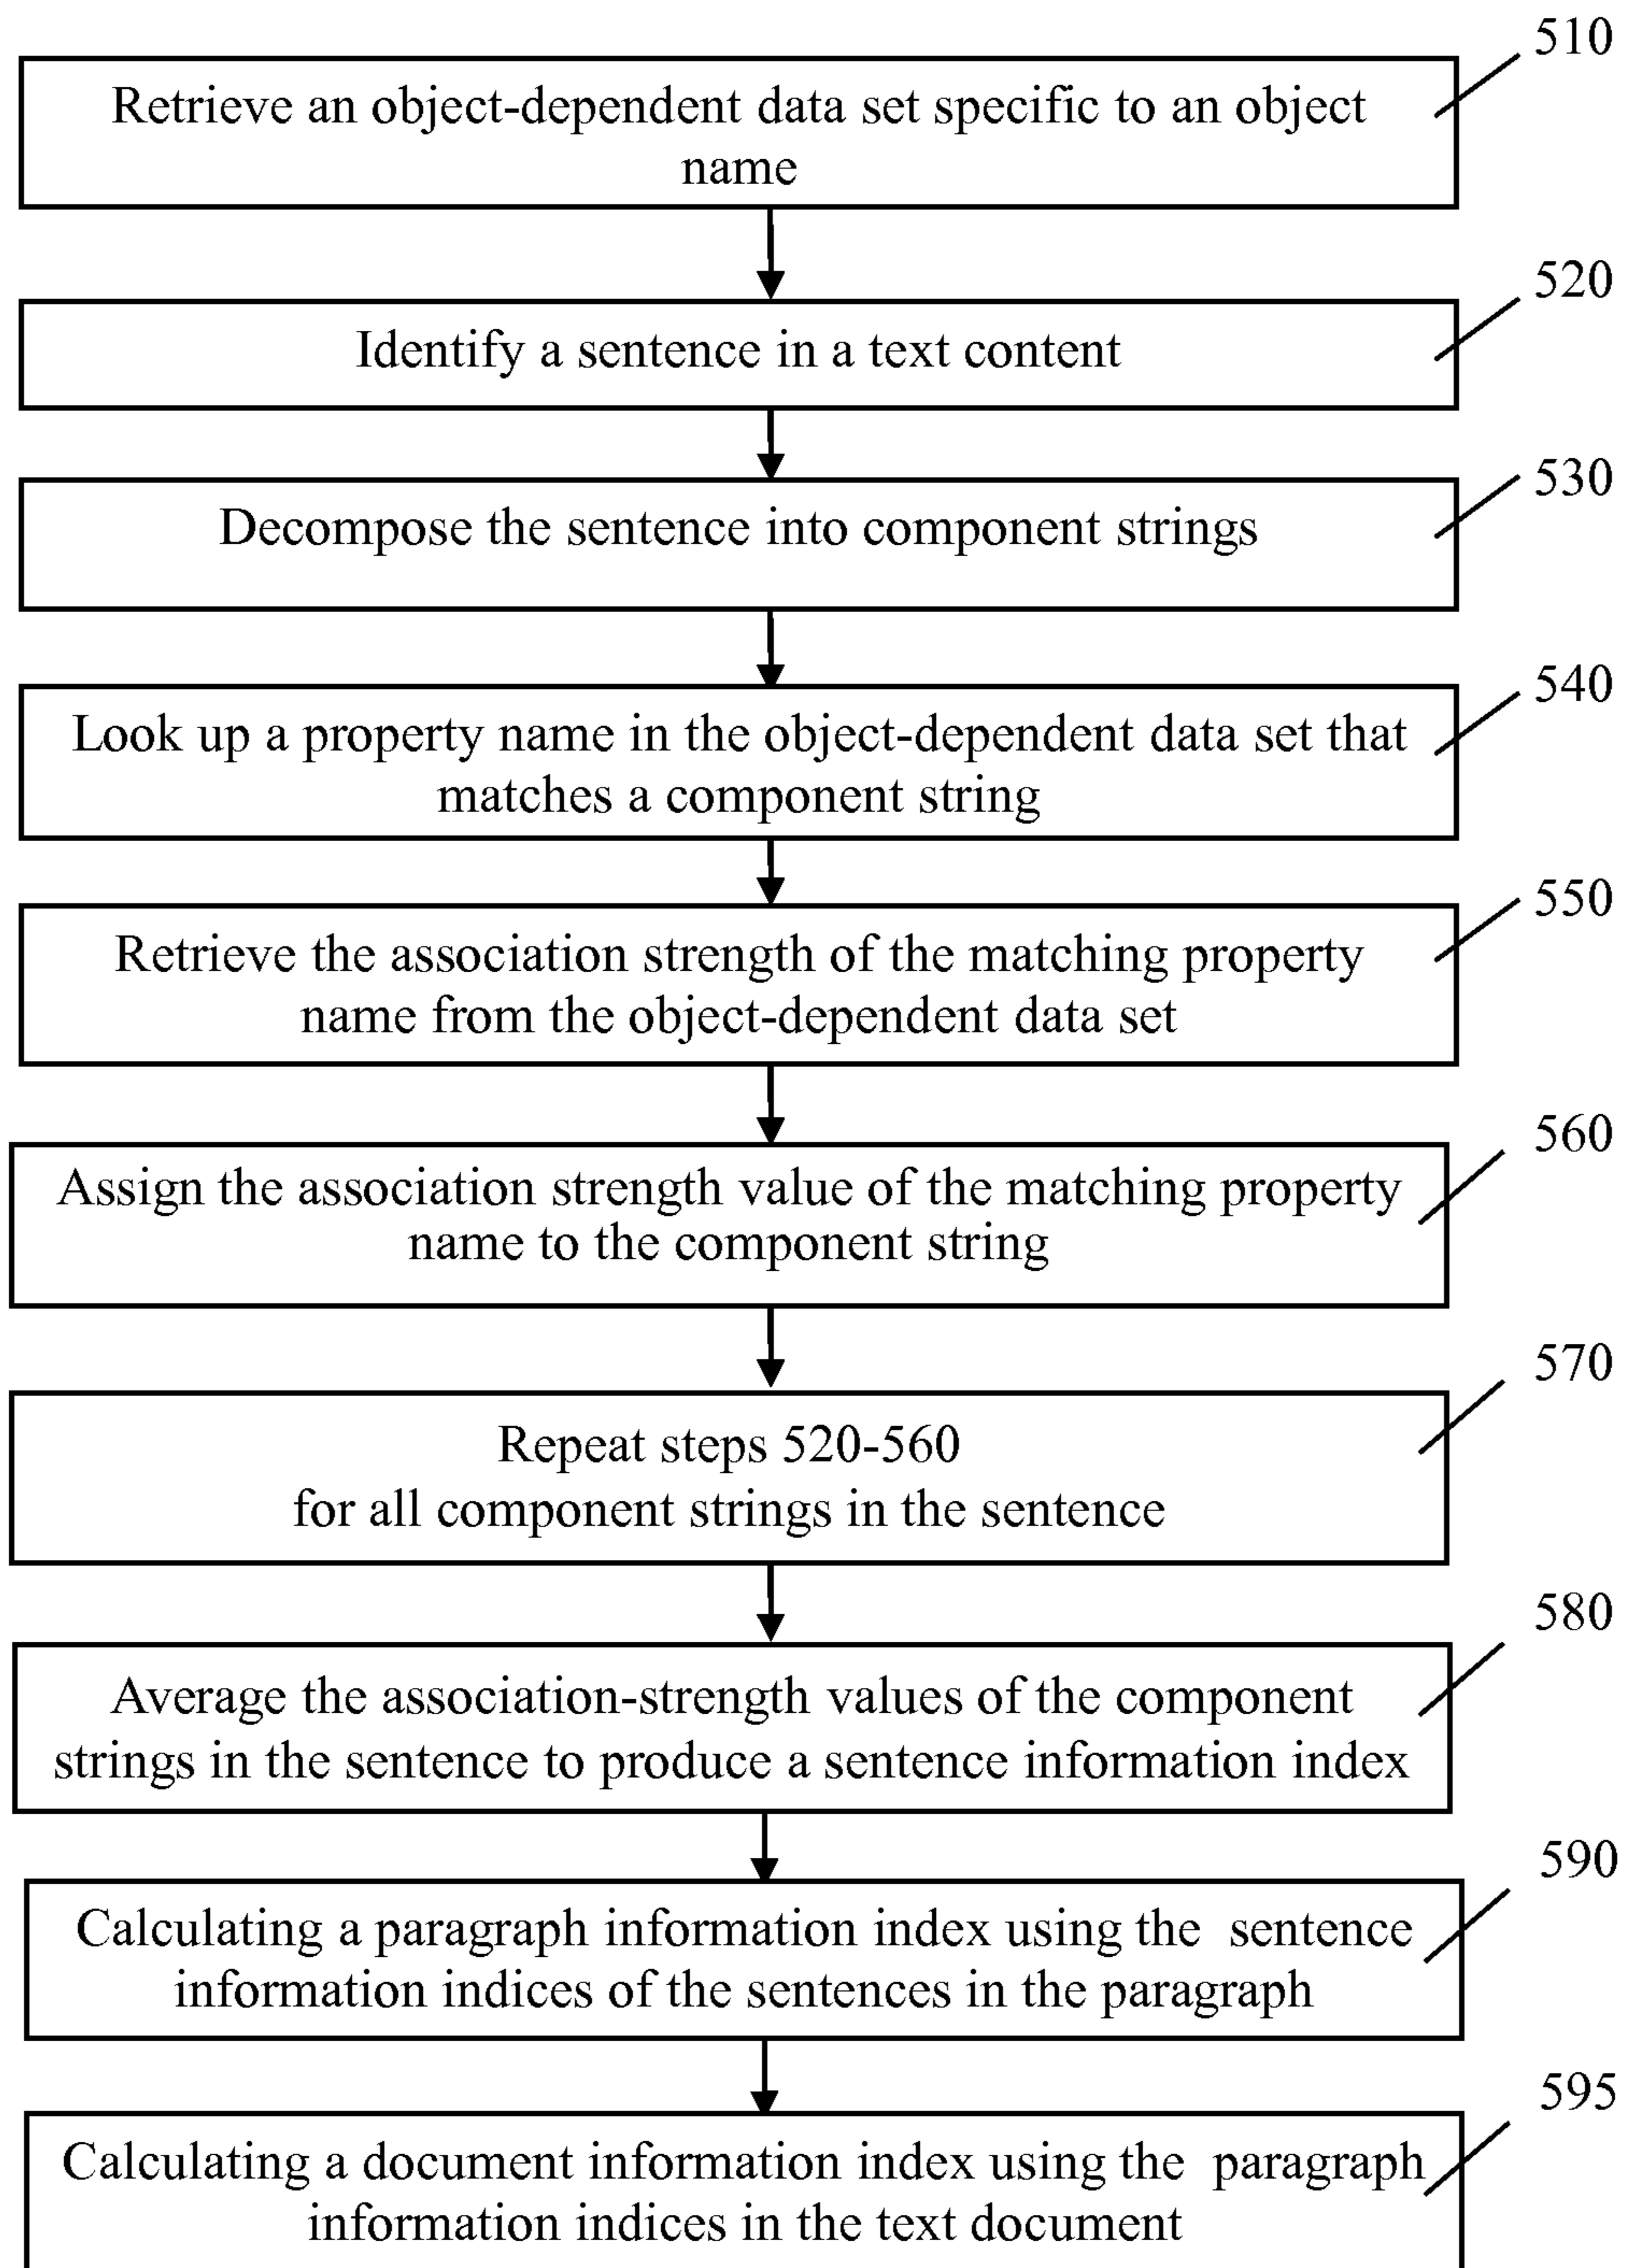 510
Retrieve an object-dependent data set specific to an object
name
520
Identify a sentence in a text content
530
Decompose the sentence into component strings
540
Look up a property name in the object-dependent data set that
matches a component string
550
Retrieve the association strength of the matching property
name from the object-dependent data set
560
Assign the association strength value of the matching property
name to the component string
570
Repeat steps 520-560
for all component strings in the sentence
580
Average the association-strength values of the component
strings in the sentence to produce a sentence information index
590
Calculating a paragraph information index using the sentence
information indices of the sentences in the paragraph
595
Calculating a document information index using the paragraph
information indices in the text document